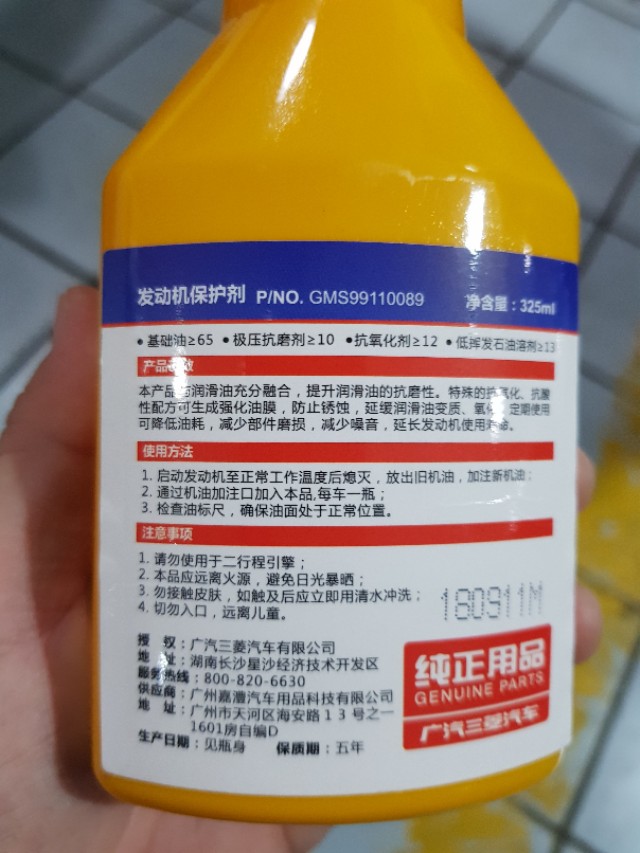 发动机保护剂 P/NO. GMS99110089 净含量：325ml
•基础油≥65 •极压抗磨剂≥10 •抗氧化剂≥12 •低挥发石油溶剂≥13
产品
本产品 润滑油充分融合，提升润滑油的抗磨性。特殊的抗氧化、抗酸
性配方可生成强化油膜，防止锈蚀，延缓润滑油变质、氧化。定期使用
可降低油耗，减少部件磨损，减少噪音，延长发动机使用寿命。
使用方法
1. 启动发动机至正常工作温度后熄灭，放出旧机油，加注新机油；
2. 通过机油加注口加入本品,每车一瓶；
3. 检查油标尺，确保油面处于正常位置。
注意事项
1. 请勿使用于二行程引擎；
2. 本品应远离火源，避免日光暴晒；
3. 勿接触皮肤，如触及后应立即用清水冲洗；
4. 切勿入口，远离儿童。
180911M
授 权：广汽三菱汽车有限公司
地 址：湖南长沙星沙经济技术开发区
服务热线：800-820-6630
供应商：广州嘉澧汽车用品科技有限公司
地 址：广州市天河区海安路13号之一
1601房自编D
生产日期：见瓶身 保质期：五年
纯正用品
GENUINE PARTS
广汽三菱汽车